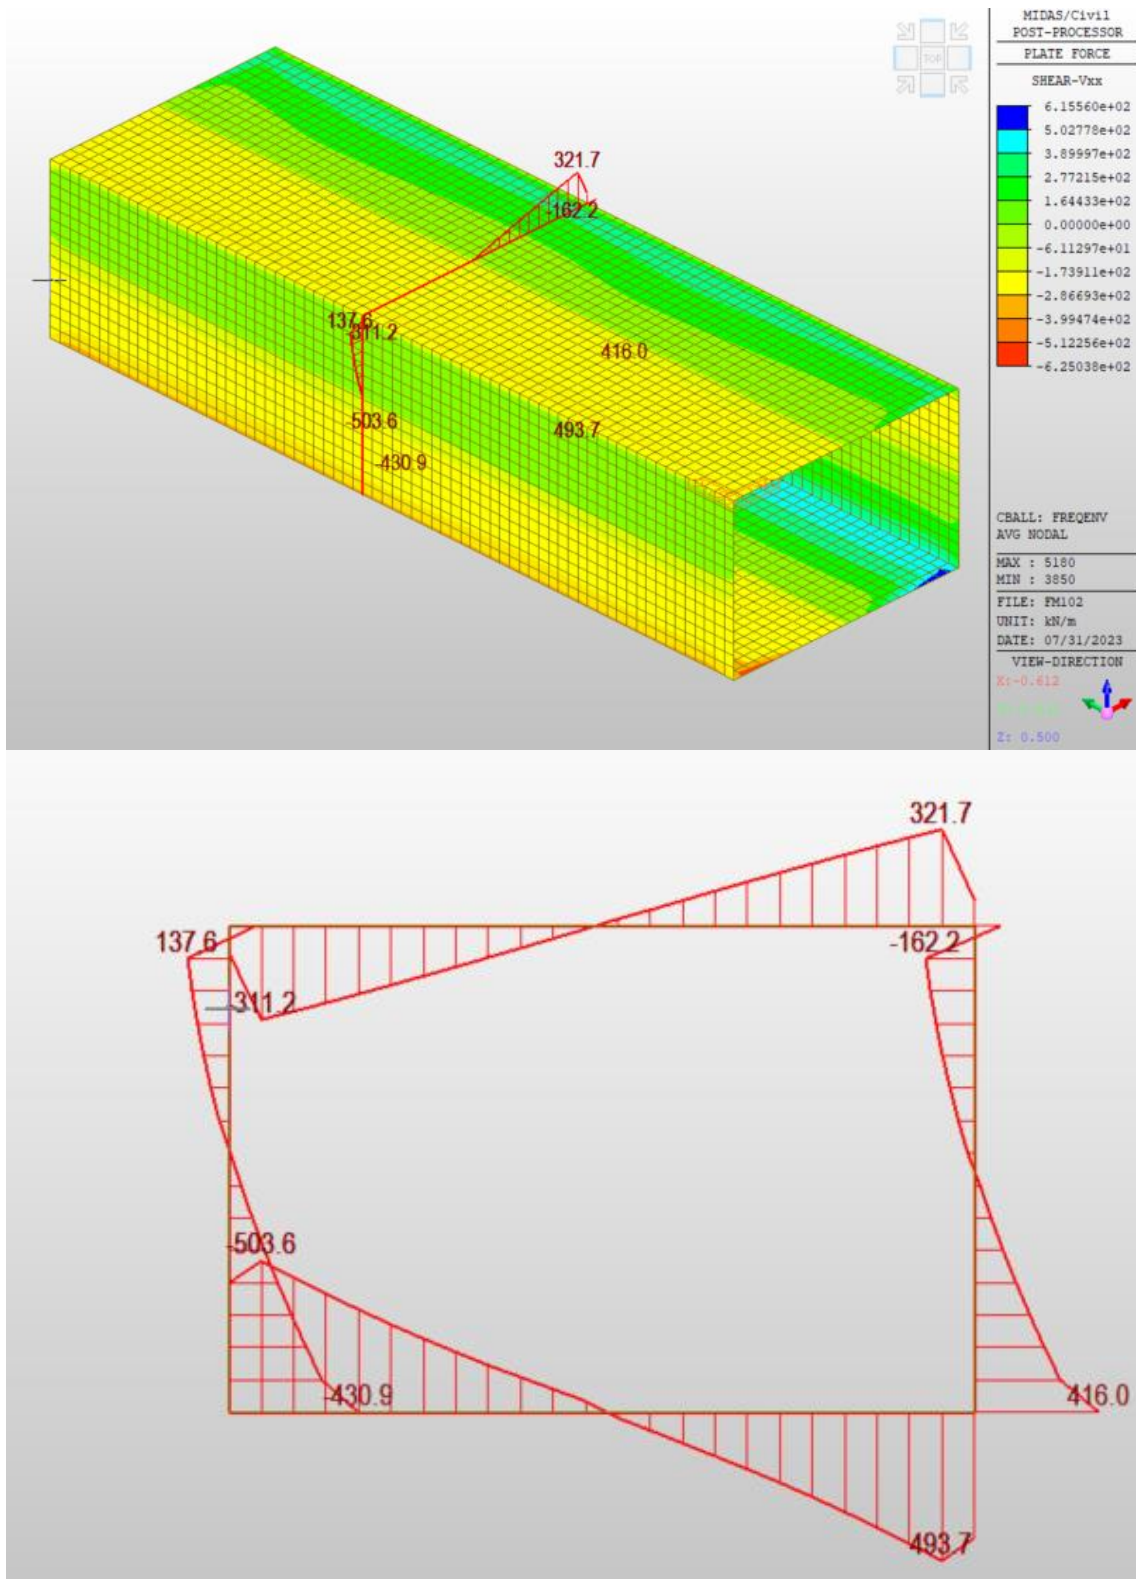 MIDAS/Civil
POST-PROCESSOR
PLATE FORCE
SHEAR-Vxx
6.15560e+02
5.02778e+02
3.89997e+02
2.77215e+02
1.64433e+02
0.00000e+00
-6.11297e+01
-1.73911e+02
-2.86693e+02
-3.99474e+02
-5.12256e+02
-6.25038e+02
TOP
321.7
-162.2
137.6
-311.2
416.0
-503.6
493.7
-430.9
CBALL: FREQENV
AVG NODAL
MAX : 5180
MIN : 3850
FILE: FM102
UNIT: kN/m
DATE: 07/31/2023
VIEW-DIRECTION
X:-0.612
Z: 0.500
321.7
137.6
-162.2
-311.2
-503.6
-430.9
416.0
493.7